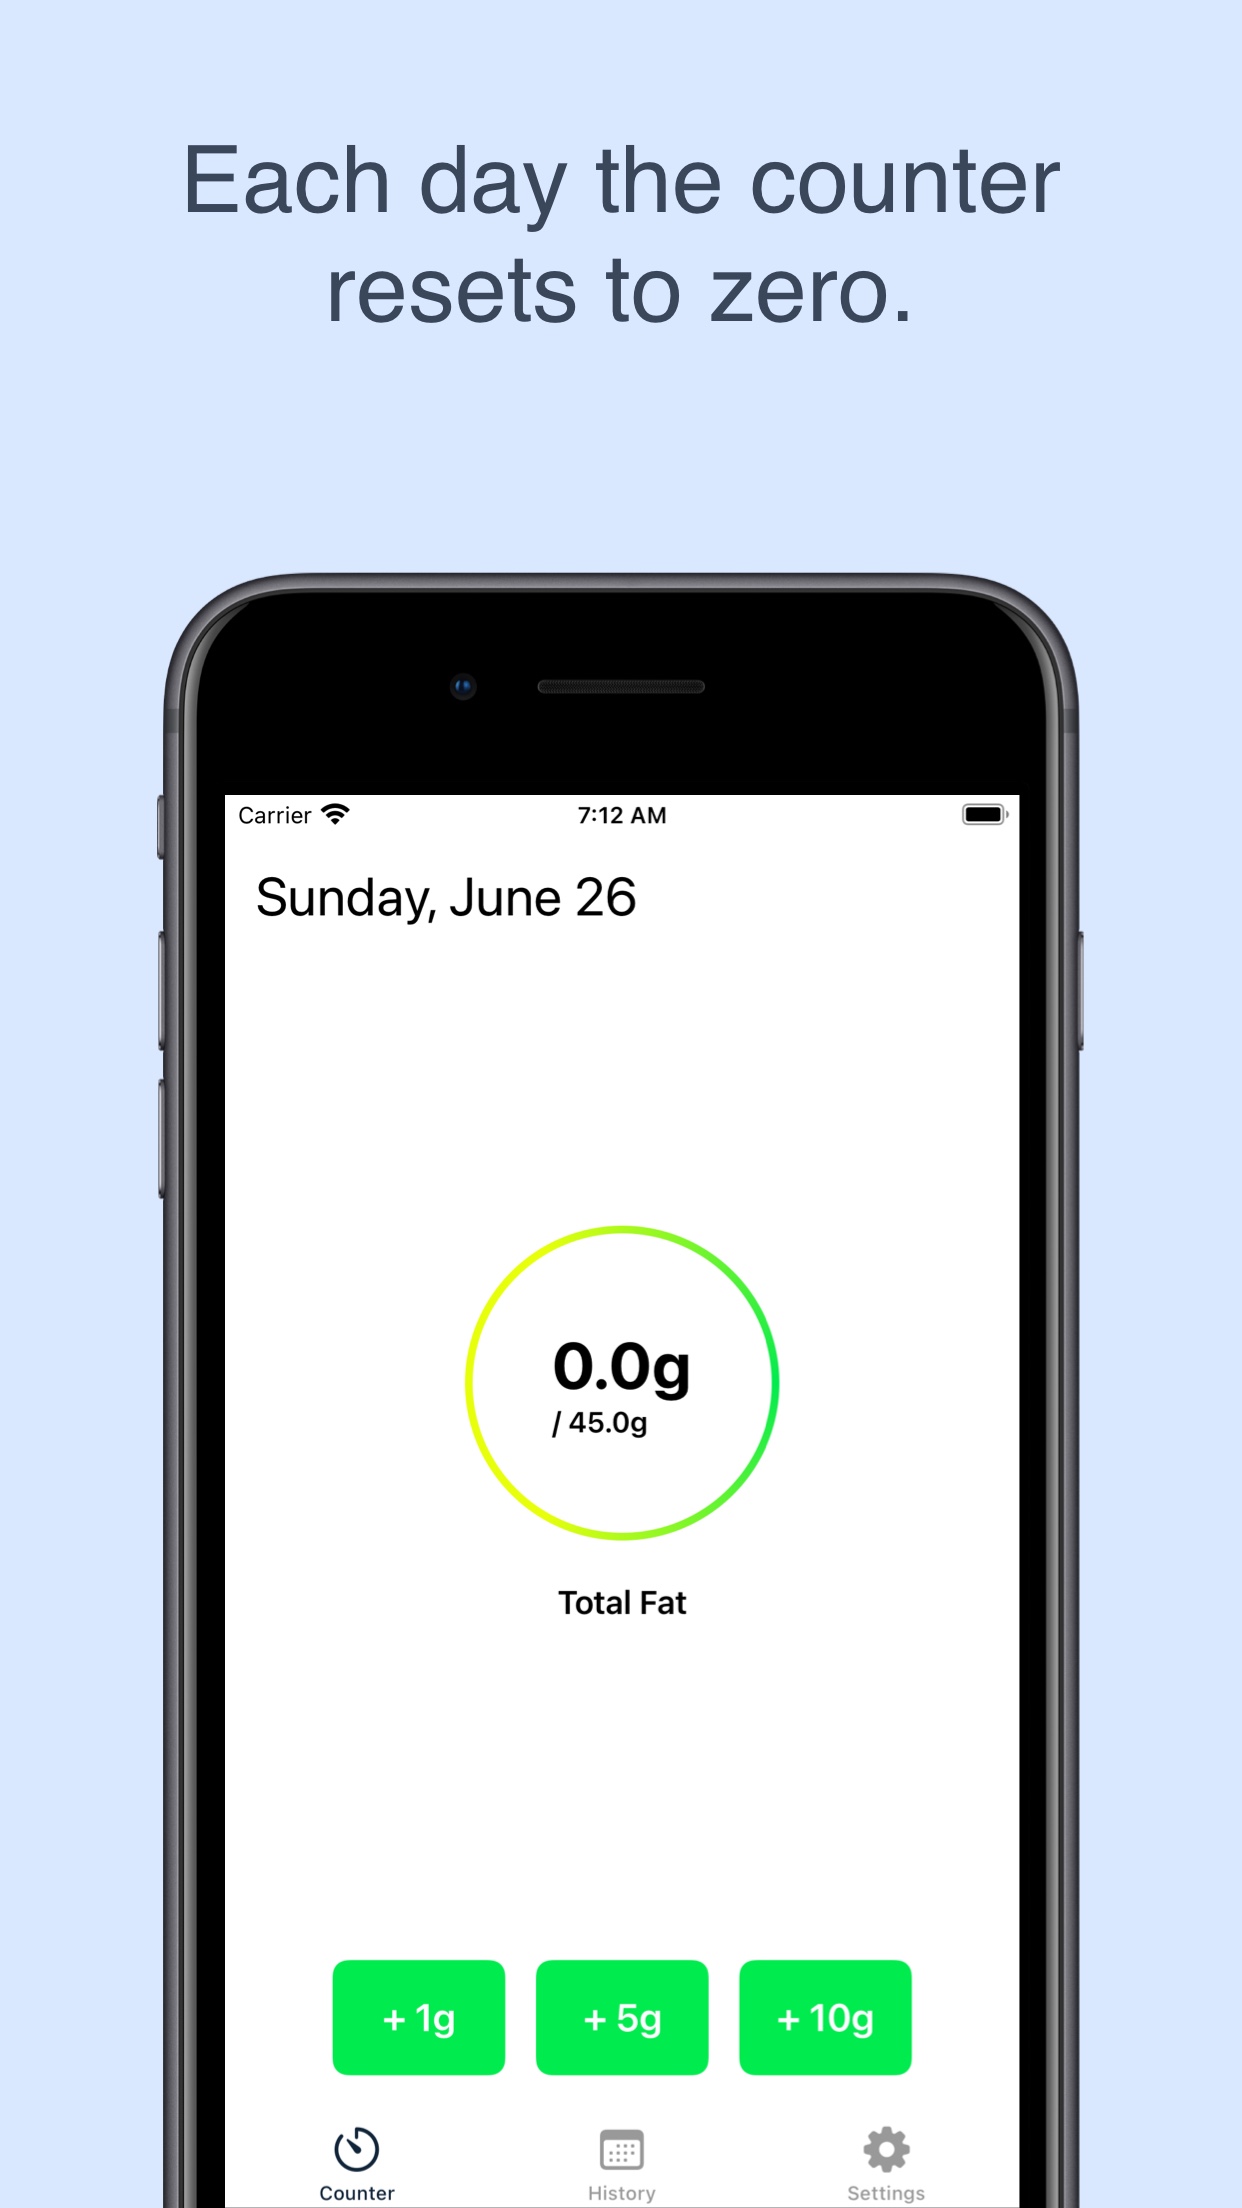 Each day the counter
resets to zero.
Carrier 7:12 AM
Sunday, June 26
0.0g
/ 45.0g
Total Fat
+ 1g + 5g + 10g
Counter History Settings